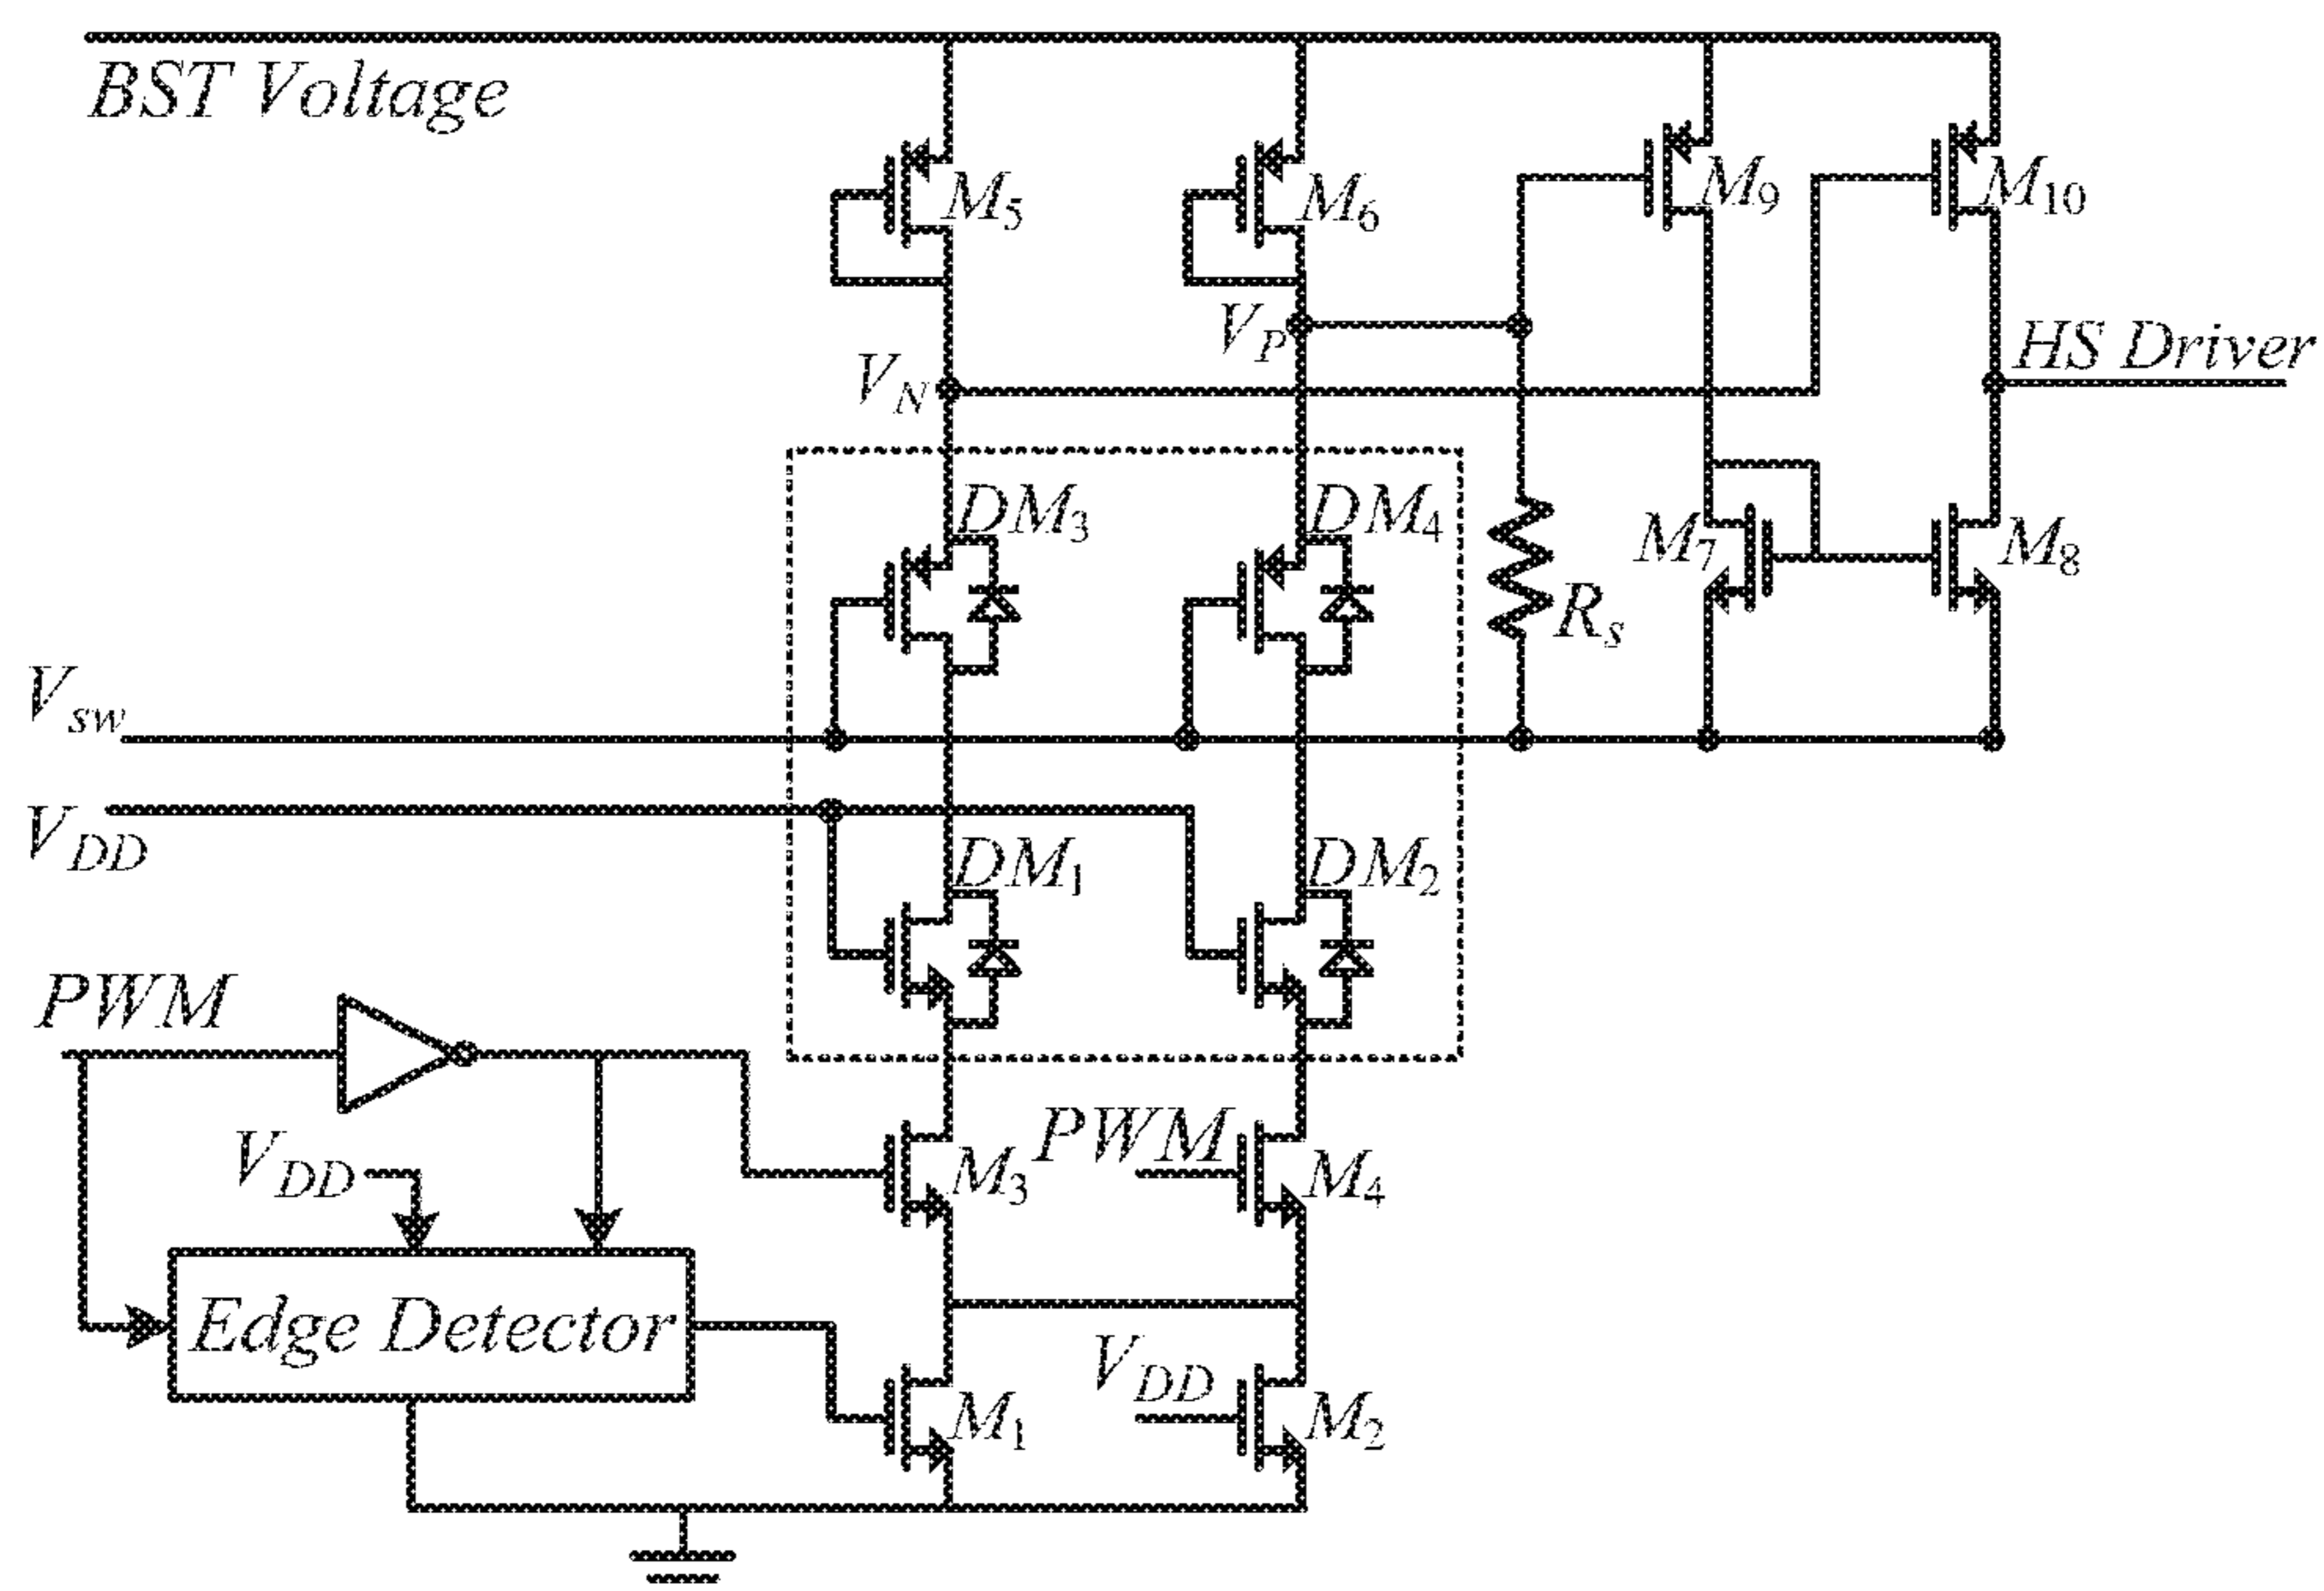 BST Voltage
M5
M6
M9
M10
VP
HS Driver
VN
DM3
DM4
M7
M8
Rs
Vsw
VDD
DM1
DM2
PWM
PWM
VDD
M3
M4
Edge Detector
VDD
M1
M2